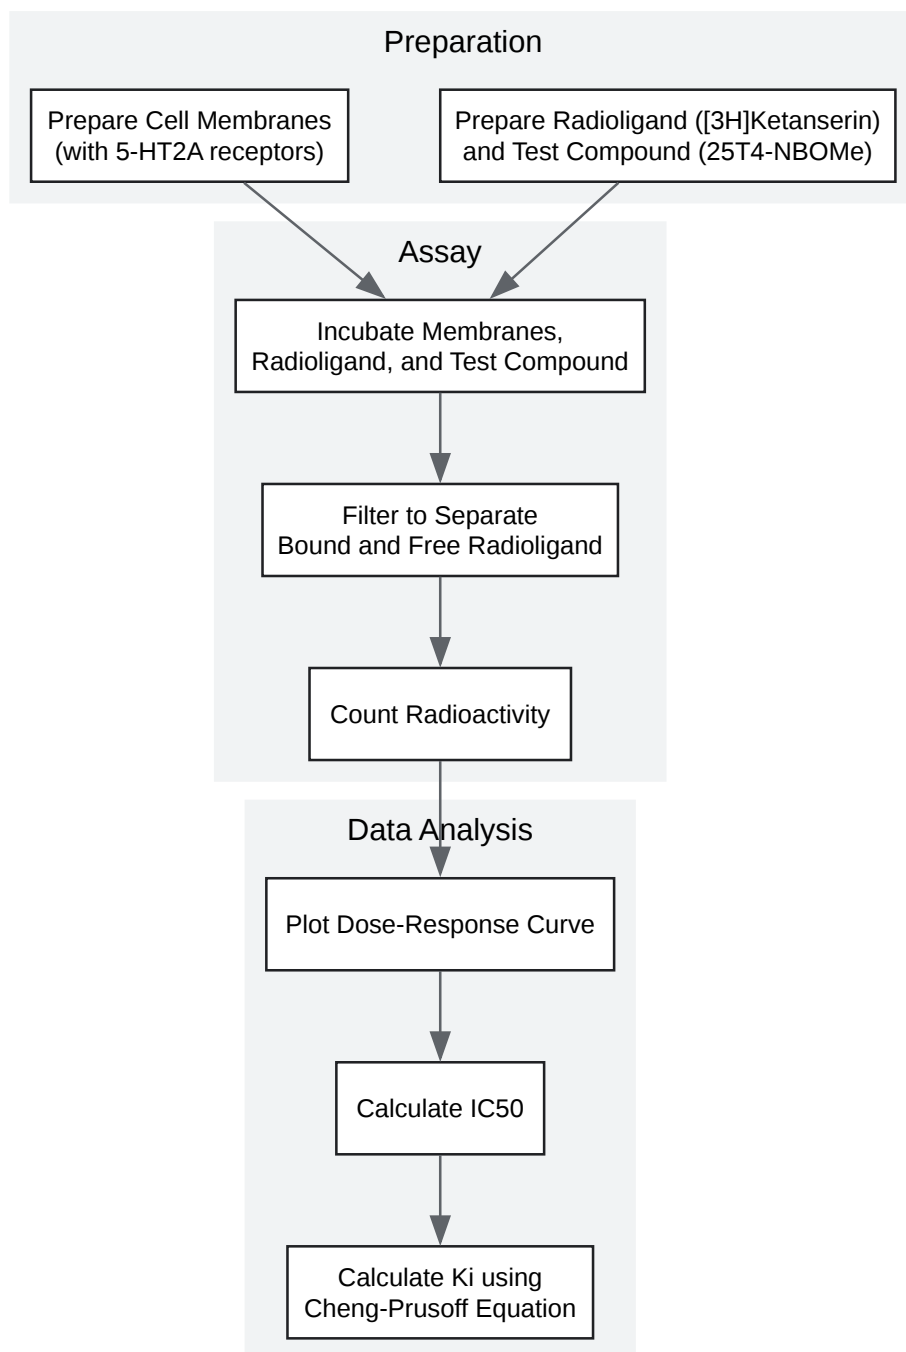 Preparation
Prepare Cell Membranes
(with 5-HT2A receptors)
Prepare Radioligand ([3H]Ketanserin)
and Test Compound (25T4-NBOMe)
Assay
Incubate Membranes,
Radioligand, and Test Compound
Filter to Separate
Bound and Free Radioligand
Count Radioactivity
Data Analysis
Plot Dose-Response Curve
Calculate IC50
Calculate Ki using
Cheng-Prusoff Equation